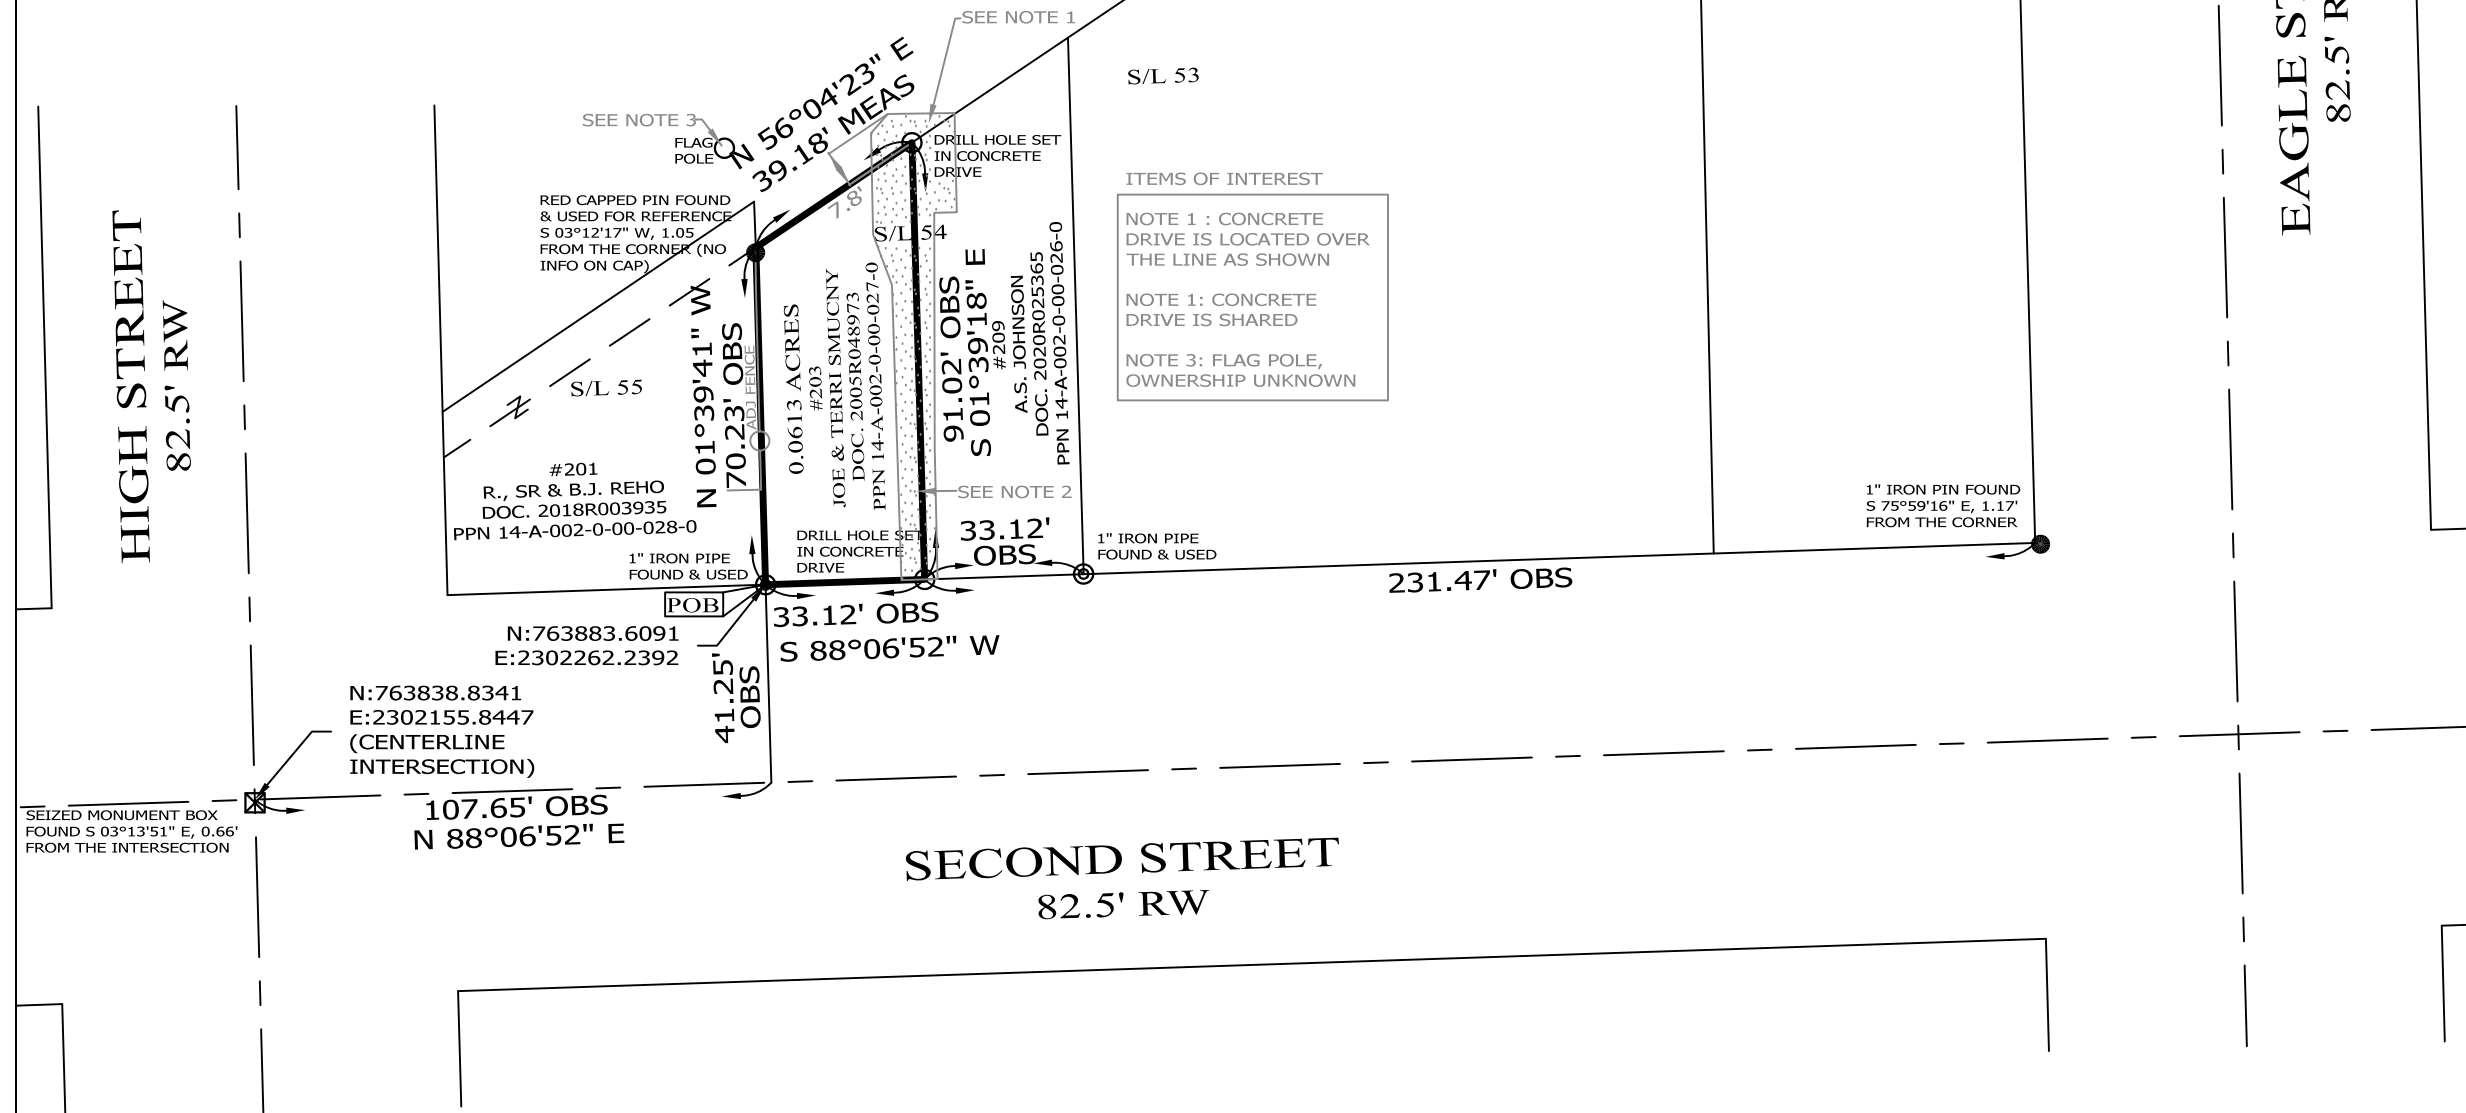 SEE NOTE 1
EAGLE ST
82.5' R
S/L 53
N 56°04'23" E
39.18' MEAS
SEE NOTE 3
FLAG
POLE
DRILL HOLE SET
IN CONCRETE
DRIVE
7.8'
RED CAPPED PIN FOUND
& USED FOR REFERENCE
S 03°12'17" W, 1.05
FROM THE CORNER (NO
INFO ON CAP)
S/L 54
ITEMS OF INTEREST
NOTE 1 : CONCRETE
DRIVE IS LOCATED OVER
THE LINE AS SHOWN
NOTE 1: CONCRETE
DRIVE IS SHARED
NOTE 3: FLAG POLE,
OWNERSHIP UNKNOWN
HIGH STREET
82.5' RW
S/L 55
N
N 01°39'41" W
70.23' OBS
ADJ FENCE
0.0613 ACRES
#203
JOE & TERRI SMUCNY
DOC. 2005R048973
PPN 14-A-002-0-00-027-0
91.02' OBS
S 01°39'18" E
#209
A.S. JOHNSON
DOC. 2020R025365
PPN 14-A-002-0-00-026-0
#201
R., SR & B.J. REHO
DOC. 2018R003935
PPN 14-A-002-0-00-028-0
SEE NOTE 2
1" IRON PIN FOUND
S 75°59'16" E, 1.17'
FROM THE CORNER
1" IRON PIPE
FOUND & USED
DRILL HOLE SET
IN CONCRETE
DRIVE
33.12'
OBS
1" IRON PIPE
FOUND & USED
231.47' OBS
POB
33.12' OBS
S 88°06'52" W
N:763883.6091
E:2302262.2392
41.25'
OBS
N:763838.8341
E:2302155.8447
(CENTERLINE
INTERSECTION)
SEIZED MONUMENT BOX
FOUND S 03°13'51" E, 0.66'
FROM THE INTERSECTION
107.65' OBS
N 88°06'52" E
SECOND STREET
82.5' RW